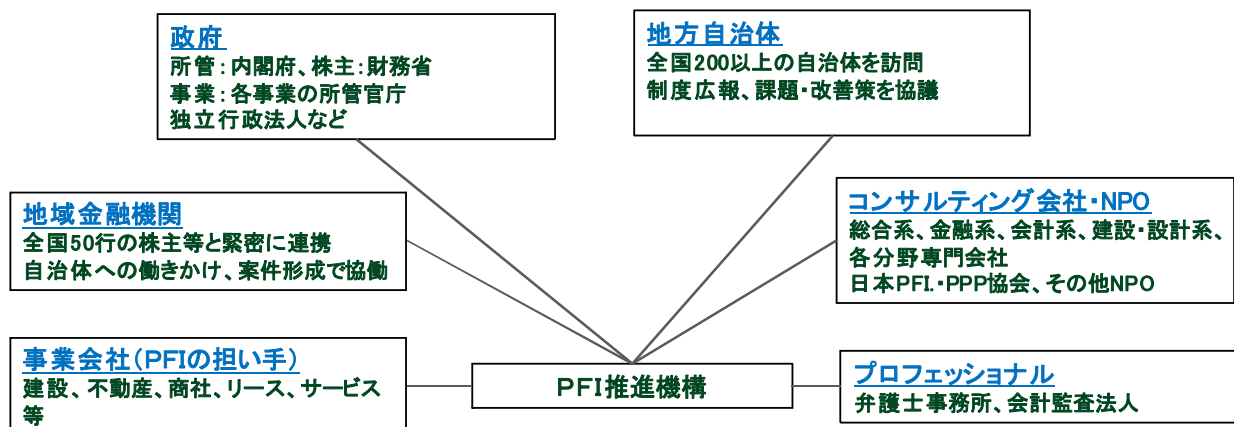 政府
所管：内閣府、株主：財務省
事業：各事業の所管官庁
独立行政法人など
地方自治体
全国200以上の自治体を訪問
制度広報、課題・改善策を協議
地域金融機関
全国50行の株主等と緊密に連携
自治体への働きかけ、案件形成で協働
コンサルティング会社・NPO
総合系、金融系、会計系、建設・設計系、
各分野専門会社
日本PFI.・PPP協会、その他NPO
事業会社（PFIの担い手）
建設、不動産、商社、リース、サービス
等
PFI推進機構
プロフェッショナル
弁護士事務所、会計監査法人